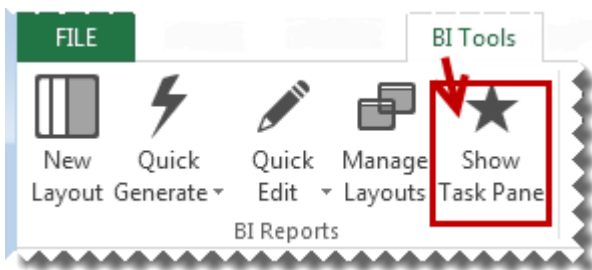 FILE
BI Tools
New Layout
Quick Generate
Quick Edit
Manage Layouts
Show Task Pane
BI Reports